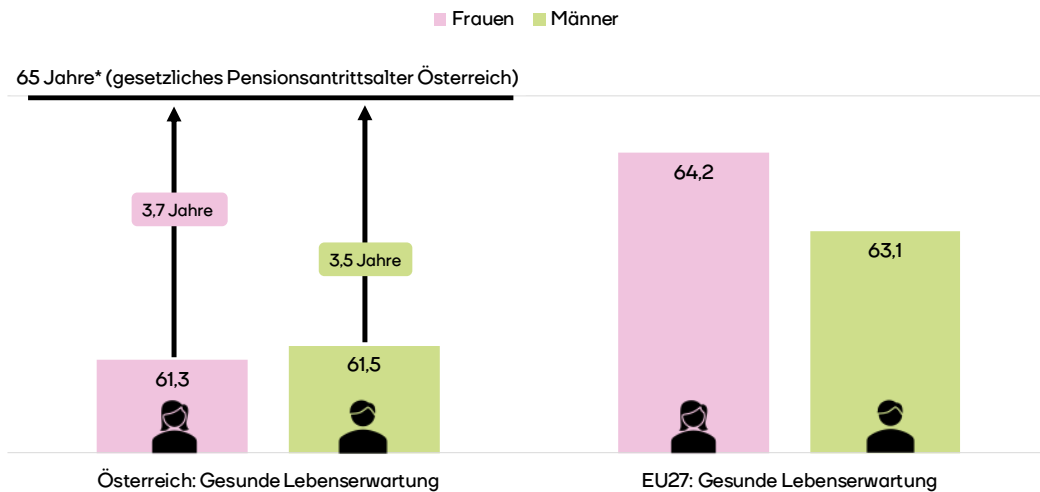 Frauen Männer
65 Jahre* (gesetzliches Pensionsantrittsalter Österreich)
3,7 Jahre
3,5 Jahre
61,3
61,5
64,2
63,1
Österreich: Gesunde Lebenserwartung
EU27: Gesunde Lebenserwartung